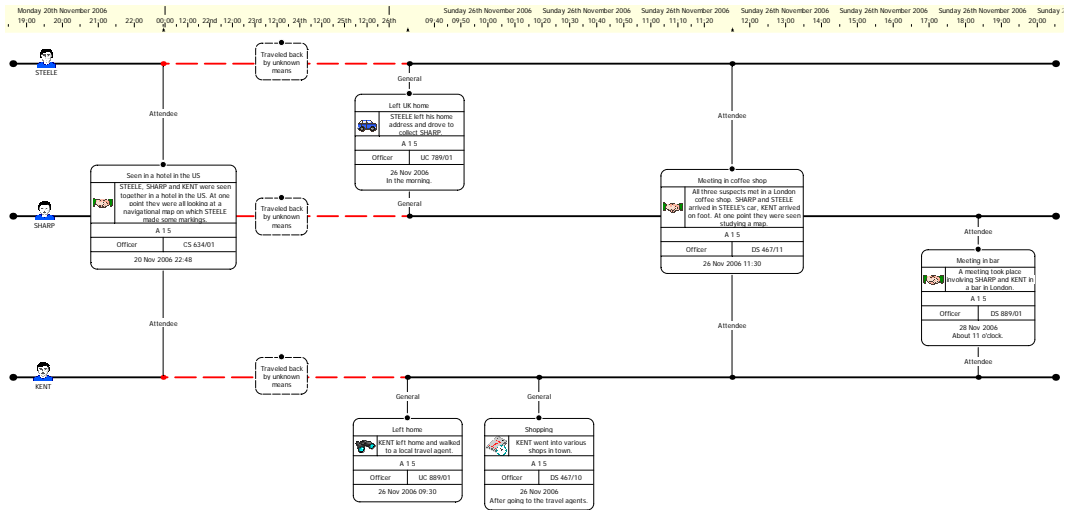 Monday 20th November 2006
Sunday 26th November 2006 Sunday 26th November 2006 Sunday 26th November 2006 Sunday 26th November 2006 Sunday 26th November 2006 Sunday
19:00 20:00 21:00 22:00 00:00 12:00 22nd 12:00 23rd 12:00 24th 12:00 25th 12:00 26th 09:40 09:50 10:00 10:10 10:20 10:30 10:40 10:50 11:00 11:10 11:20 13:00 14:00 15:00 16:00 17:00 18:00 19:00 20:00
STEELE
Traveled back
by unknown
means
General
Attendee
Attendee
Left UK home
STEELE left his home
address and drove to
collect SHARP.
A 1 5
Officer UC 789/01
26 Nov 2006
In the morning.
General
Seen in a hotel in the US
STEELE, SHARP and KENT were seen
together in a hotel in the US. At one
point they were all looking at a
navigational map on which STEELE
made some markings.
A 1 5
Officer CS 634/01
20 Nov 2006 22:48
SHARP
Traveled back
by unknown
means
Meeting in coffee shop
All three suspects met in a London
coffee shop. SHARP and STEELE
arrived in STEELE's car, KENT arrived
on foot. At one point they were seen
studying a map.
A 1 5
Officer DS 467/11
26 Nov 2006 11:30
Attendee
Meeting in bar
A meeting took place
involving SHARP and KENT in
a bar in London.
A 1 5
Officer DS 889/01
28 Nov 2006
About 11 o'clock.
Attendee
Attendee
Attendee
KENT
Traveled back
by unknown
means
General
General
Left home
KENT left home and walked
to a local travel agent.
A 1 5
Officer UC 889/01
26 Nov 2006 09:30
Shopping
KENT went into various
shops in town.
A 1 5
Officer DS 467/10
26 Nov 2006
After going to the travel agents.